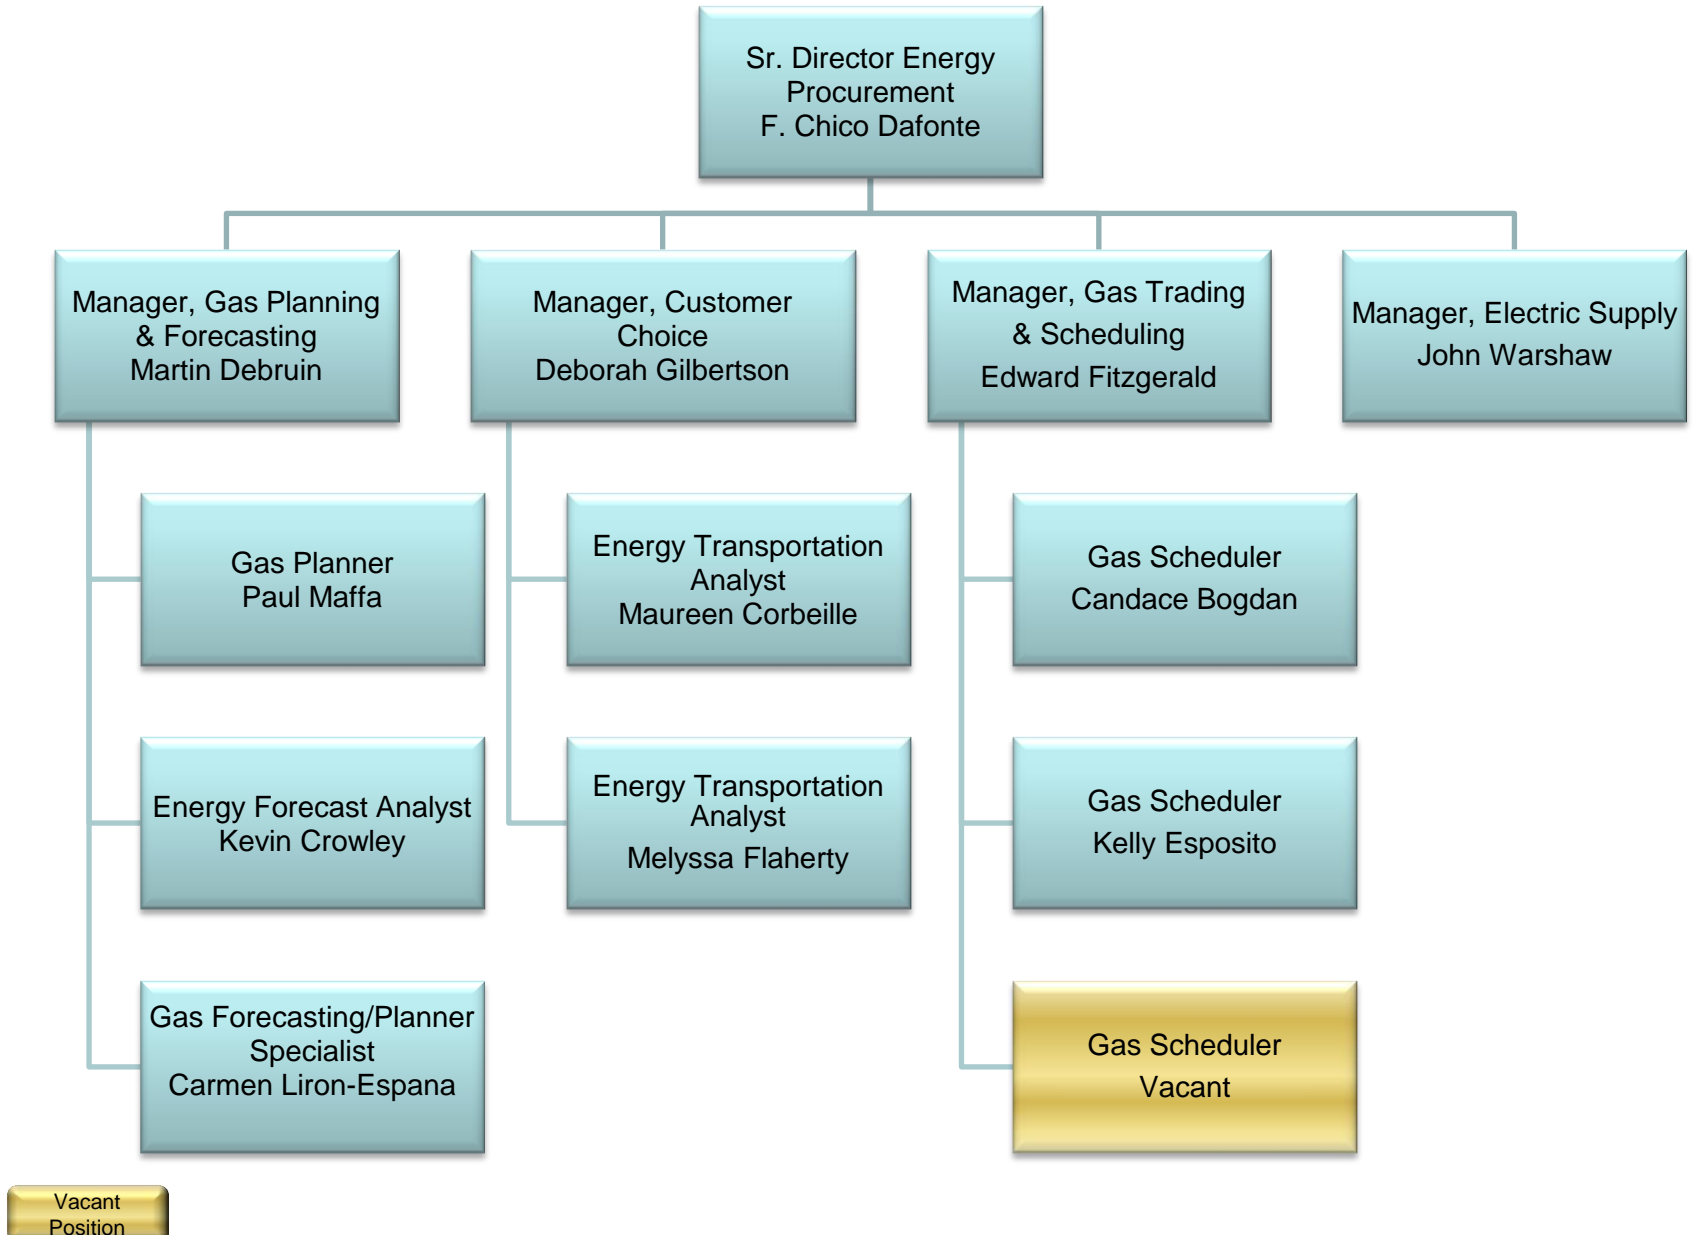 Sr. Director Energy
Procurement
F. Chico Dafonte
Manager, Gas Planning
& Forecasting
Martin Debruin
Manager, Customer
Choice
Deborah Gilbertson
Manager, Gas Trading
& Scheduling
Edward Fitzgerald
Manager, Electric Supply
John Warshaw
Gas Planner
Paul Maffa
Energy Transportation
Analyst
Maureen Corbeille
Gas Scheduler
Candace Bogdan
Energy Forecast Analyst
Kevin Crowley
Energy Transportation
Analyst
Melyssa Flaherty
Gas Scheduler
Kelly Esposito
Gas Forecasting/Planner
Specialist
Carmen Liron-Espana
Gas Scheduler
Vacant
Vacant
Position